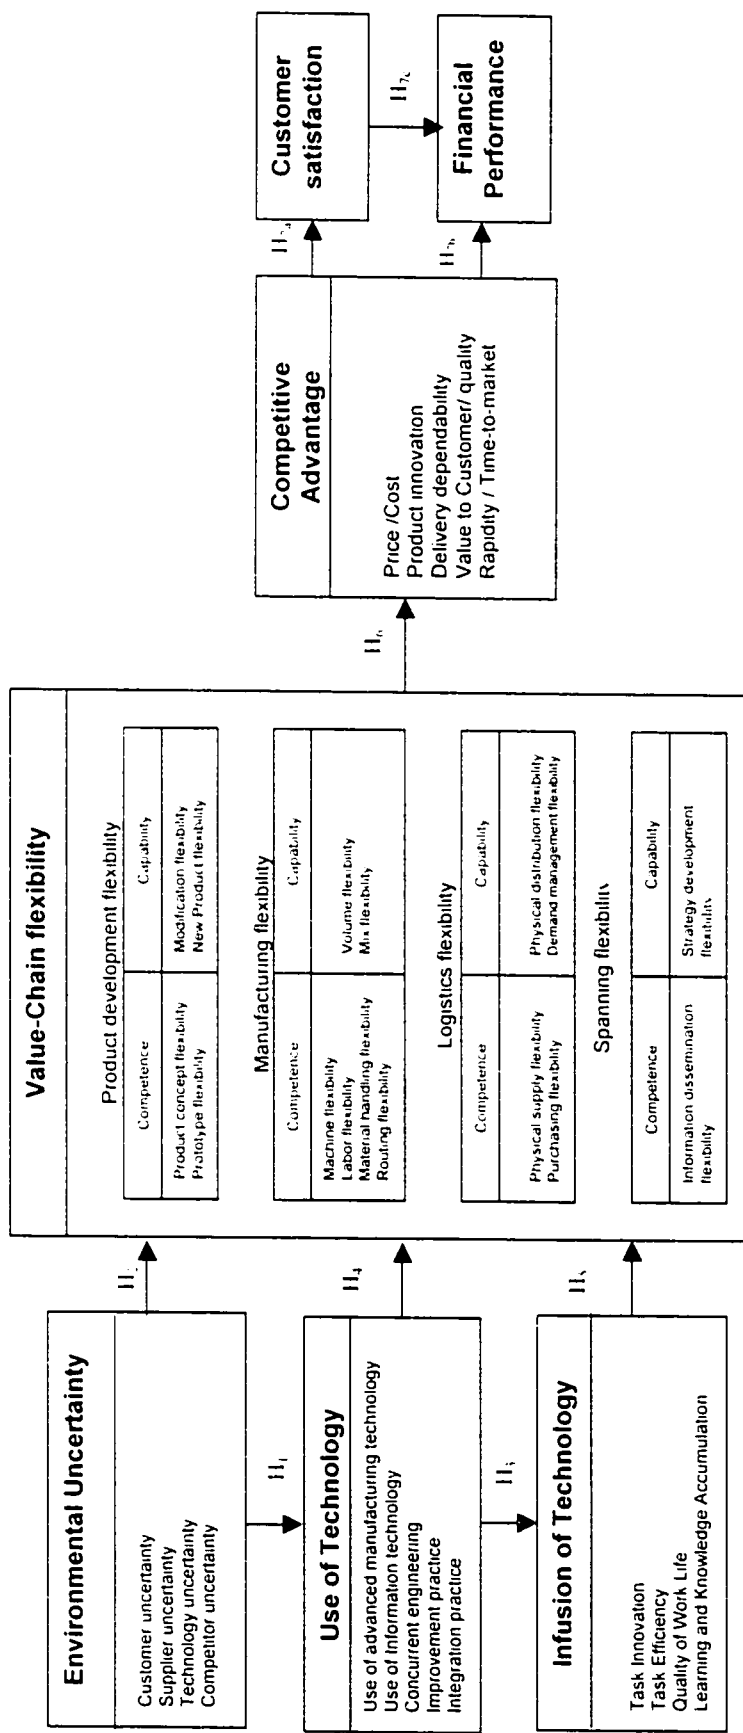 Environmental Uncertainty
Customer uncertainty
Supplier uncertainty
Technology uncertainty
Competitor uncertainty
H₁
Use of Technology
Use of advanced manufacturing technology
Use of Information technology
Concurrent engineering
Improvement practice
Integration practice
Infusion of Technology
Task Innovation
Task Efficiency
Quality of Work Life
Learning and Knowledge Accumulation
H₄
Value-Chain flexibility
Product development flexibility
Competence
Capability
Product concept flexibility
Prototype flexibility
Modification flexibility
New Product flexibility
Manufacturing flexibility
Competence
Capability
Machine flexibility
Labor flexibility
Material handling flexibility
Routing flexibility
Volume flexibility
Mix flexibility
Logistics flexibility
Competence
Capability
Physical supply flexibility
Purchasing flexibility
Physical distribution flexibility
Demand management flexibility
Spanning flexibility
Competence
Capability
Information dissemination
flexibility
Strategy development
flexibility
H₆
Competitive
Advantage
Price /Cost
Product innovation
Delivery dependability
Value to Customer/ quality
Rapidity / Time-to-market
Customer
satisfaction
H₇c
Financial
Performance